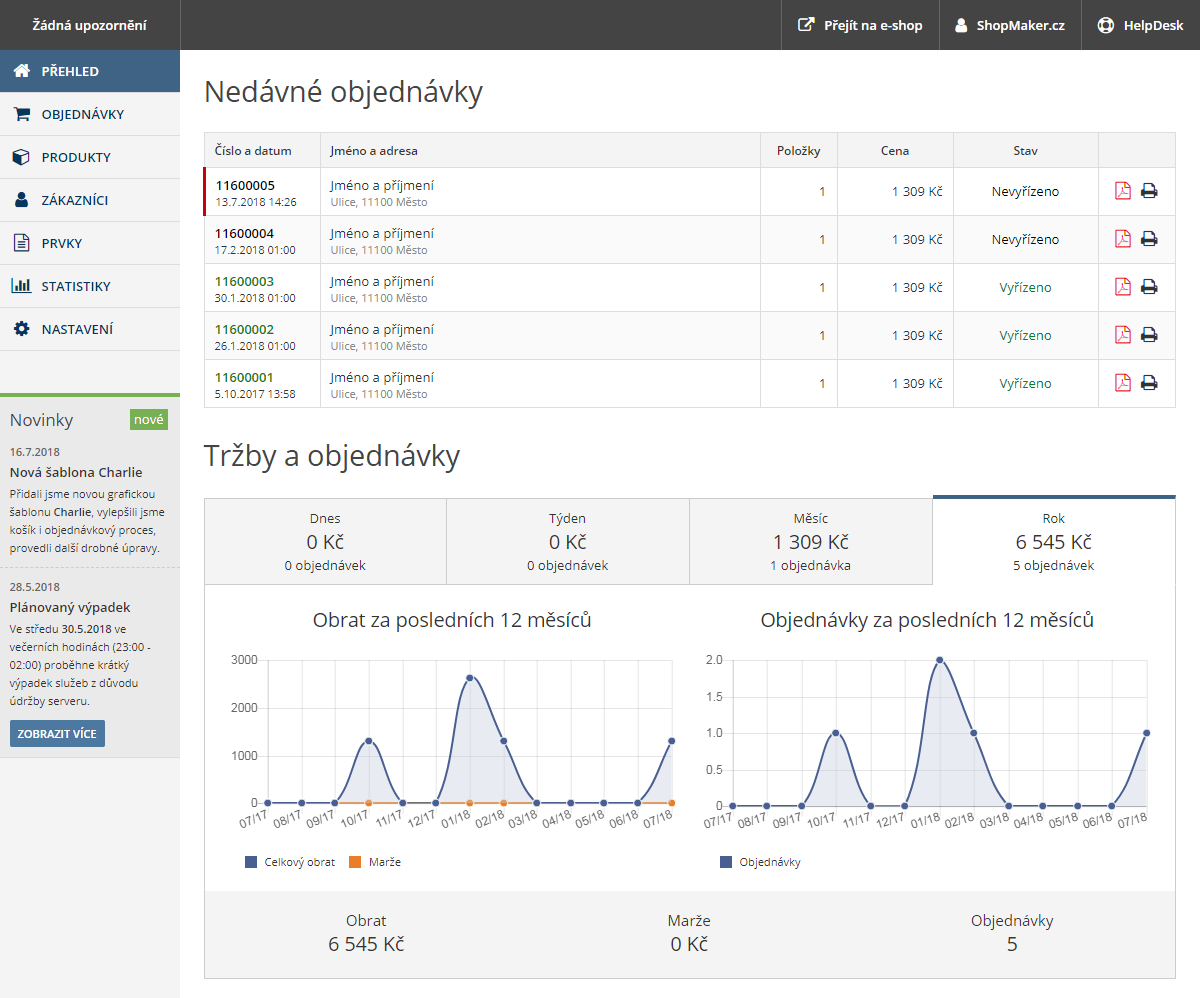 Žádná upozornění
Přejít na e-shop
ShopMaker.cz
HelpDesk
PŘEHLED
OBJEDNÁVKY
PRODUKTY
ZÁKAZNÍCI
PRVKY
STATISTIKY
NASTAVENÍ
Novinky nové
16.7.2018
Nová šablona Charlie
Přidali jsme novou grafickou
šablonu Charlie, vylepšili jsme
košík i objednávkový proces,
provedli další drobné úpravy.
28.5.2018
Plánovaný výpadek
Ve středu 30.5.2018 ve
večerních hodinách (23:00 -
02:00) proběhne krátký
výpadek služeb z důvodu
údržby serveru.
ZOBRAZIT VÍCE
Nedávné objednávky
Číslo a datum Jméno a adresa Položky Cena Stav
11600005 Jméno a příjmení 1 1 309 Kč Nevyřízeno
13.7.2018 14:26 Ulice, 11100 Město
11600004 Jméno a příjmení 1 1 309 Kč Nevyřízeno
17.2.2018 01:00 Ulice, 11100 Město
11600003 Jméno a příjmení 1 1 309 Kč Vyřízeno
30.1.2018 01:00 Ulice, 11100 Město
11600002 Jméno a příjmení 1 1 309 Kč Vyřízeno
26.1.2018 01:00 Ulice, 11100 Město
11600001 Jméno a příjmení 1 1 309 Kč Vyřízeno
5.10.2017 13:58 Ulice, 11100 Město
Tržby a objednávky
Dnes
0 Kč
0 objednávek
Týden
0 Kč
0 objednávek
Měsíc
1 309 Kč
1 objednávka
Rok
6 545 Kč
5 objednávek
Obrat za posledních 12 měsíců
3000
2000
1000
0
07/17 08/17 09/17 10/17 11/17 12/17 01/18 02/18 03/18 04/18 05/18 06/18 07/18
Celkový obrat Marže
Objednávky za posledních 12 měsíců
2.0
1.5
1.0
0.5
0
07/17 08/17 09/17 10/17 11/17 12/17 01/18 02/18 03/18 04/18 05/18 06/18 07/18
Objednávky
Obrat
6 545 Kč
Marže
0 Kč
Objednávky
5